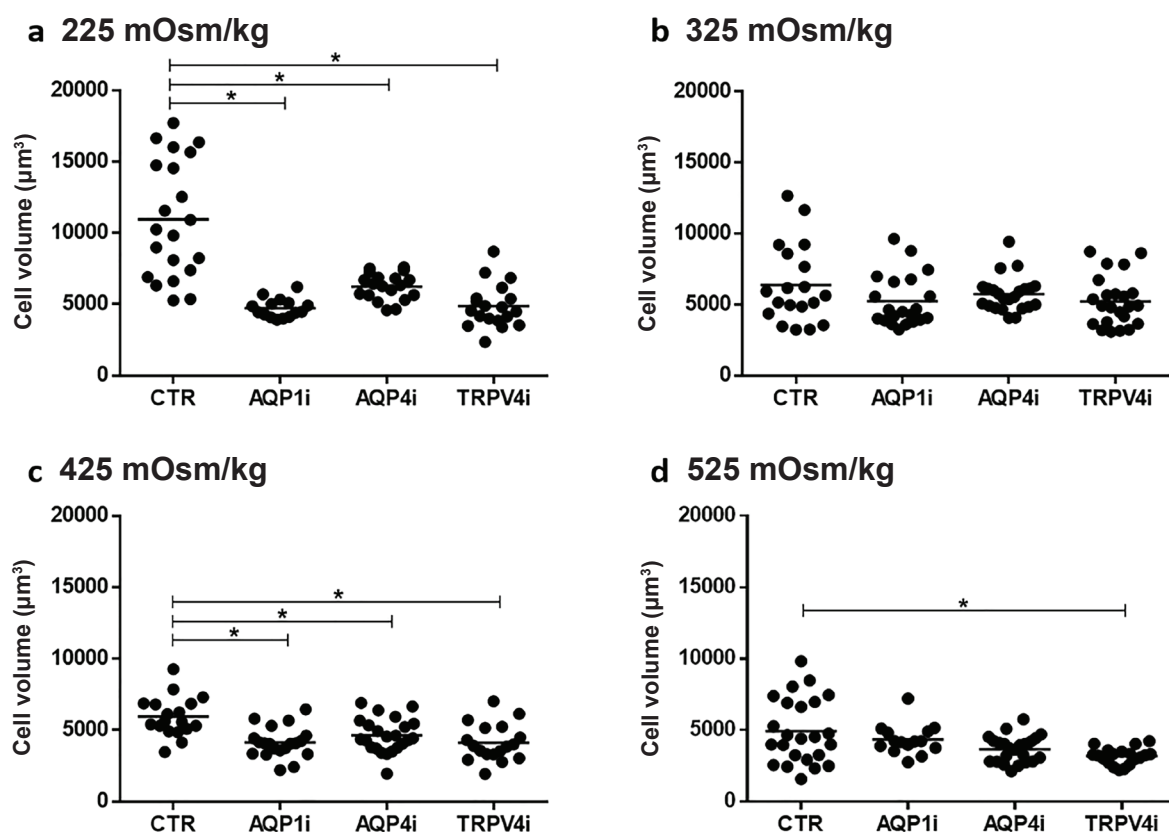 a 225 mOsm/kg
*
*
*
20000
15000
10000
5000
0
Cell volume (µm³)
CTR AQP1i AQP4i TRPV4i
b 325 mOsm/kg
20000
15000
10000
5000
0
Cell volume (µm³)
CTR AQP1i AQP4i TRPV4i
c 425 mOsm/kg
20000
15000
10000
5000
0
Cell volume (µm³)
*
*
*
CTR AQP1i AQP4i TRPV4i
d 525 mOsm/kg
20000
15000
10000
5000
0
Cell volume (µm³)
*
CTR AQP1i AQP4i TRPV4i